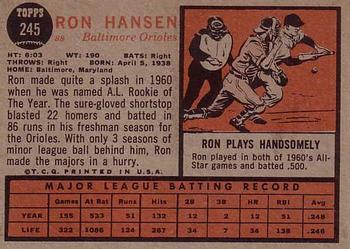 TOPPS
245
RON HANSEN
ss Baltimore Orioles
HT: 6:03 WT: 190 BATS: Right
THROWS: Right BORN: April 5, 1938
HOME: Baltimore, Maryland
Ron made quite a splash in 1960
when he was named A.L. Rookie
of The Year. The sure-gloved shortstop
blasted 22 homers and batted in
86 runs in his freshman season for
the Orioles. With only 3 seasons of
minor league ball behind him, Ron
made the majors in a hurry.
© T.C.G. PRINTED IN U.S.A.
RON PLAYS HANDSOMELY
Ron played in both of 1960's All-
Star games and batted .500.
MAJOR LEAGUE BATTING RECORD
Games At Bat Runs Hits 2B 3B HR RBI Avg.
YEAR 155 533 51 132 13 2 12 51 .248
LIFE 322 1086 124 267 34 7 34 137 .246